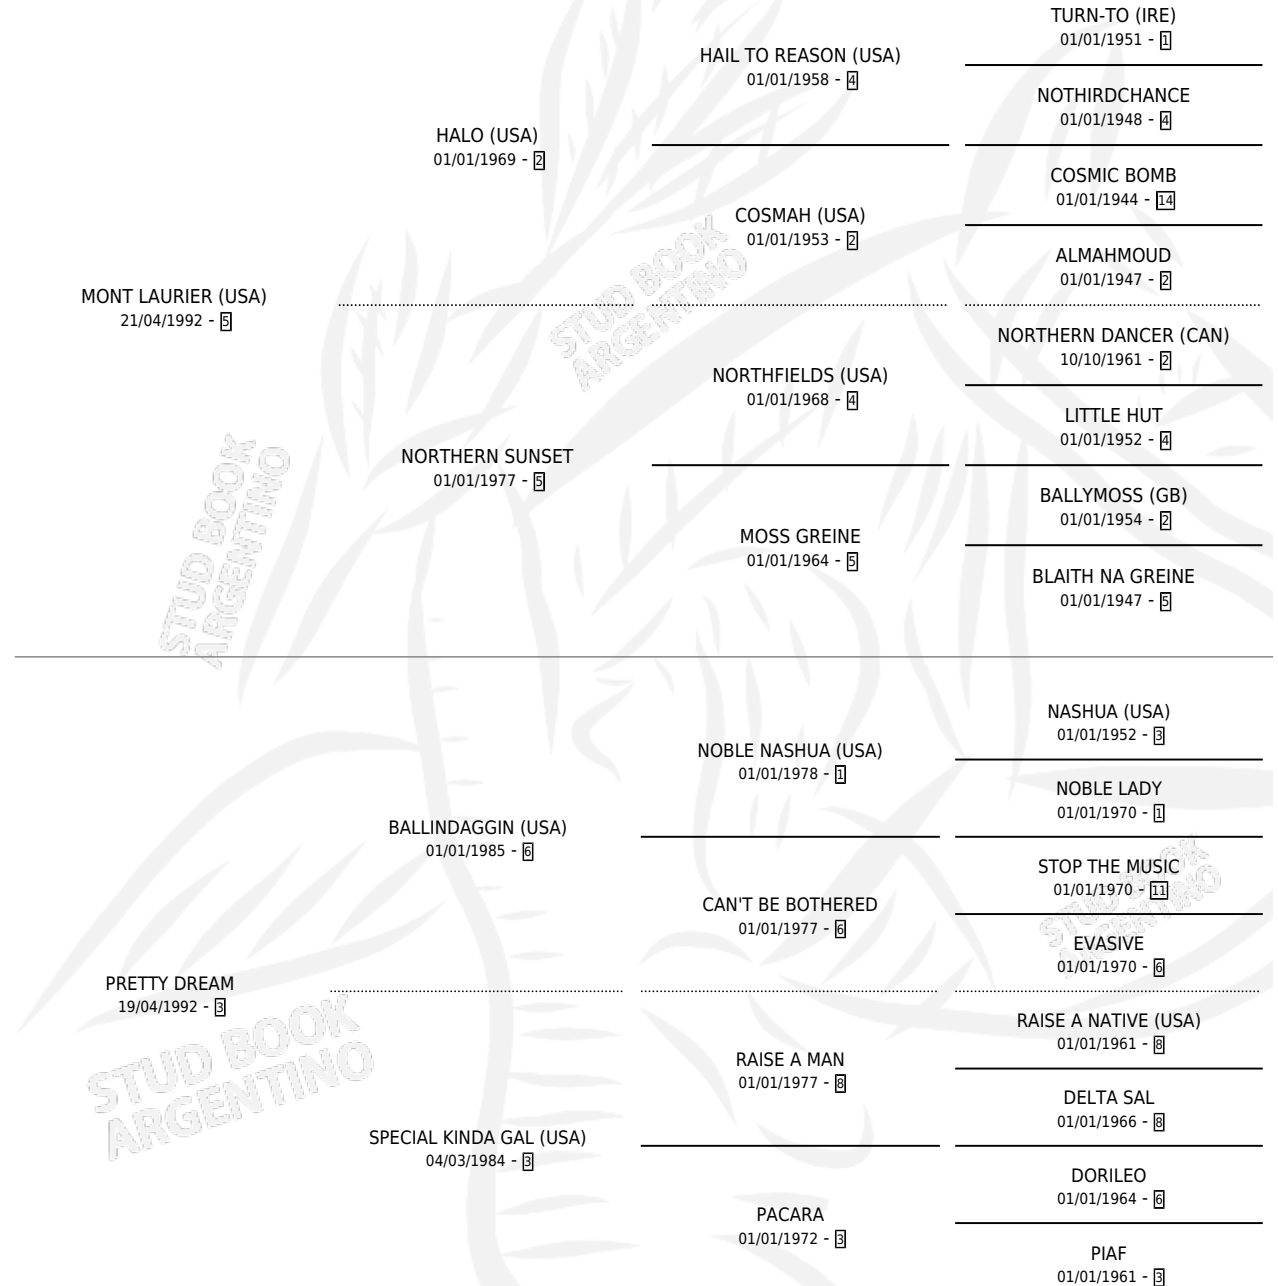 TURN-TO (IRE)
01/01/1951 - 1
HAIL TO REASON (USA)
01/01/1958 - 4
NOTHIRDCHANCE
01/01/1948 - 4
HALO (USA)
01/01/1969 - 2
COSMIC BOMB
01/01/1944 - 14
COSMAH (USA)
01/01/1953 - 2
ALMAHMOUD
01/01/1947 - 2
MONT LAURIER (USA)
21/04/1992 - 5
NORTHERN DANCER (CAN)
10/10/1961 - 2
NORTHFIELDS (USA)
01/01/1968 - 4
LITTLE HUT
01/01/1952 - 4
NORTHERN SUNSET
01/01/1977 - 5
BALLYMOSS (GB)
01/01/1954 - 2
MOSS GREINE
01/01/1964 - 5
BLAITH NA GREINE
01/01/1947 - 5
NASHUA (USA)
01/01/1952 - 3
NOBLE NASHUA (USA)
01/01/1978 - 1
NOBLE LADY
01/01/1970 - 1
BALLINDAGGIN (USA)
01/01/1985 - 6
STOP THE MUSIC
01/01/1970 - 11
CAN'T BE BOTHERED
01/01/1977 - 6
EVASIVE
01/01/1970 - 6
PRETTY DREAM
19/04/1992 - 3
RAISE A NATIVE (USA)
01/01/1961 - 8
RAISE A MAN
01/01/1977 - 8
DELTA SAL
01/01/1966 - 8
SPECIAL KINDA GAL (USA)
04/03/1984 - 3
DORILEO
01/01/1964 - 6
PACARA
01/01/1972 - 3
PIAF
01/01/1961 - 3
STUD BOOK
ARGENTINO
STUD BOOK
ARGENTINO
STUD BOOK
ARGENTINO
STUD BOOK
ARGENTINO